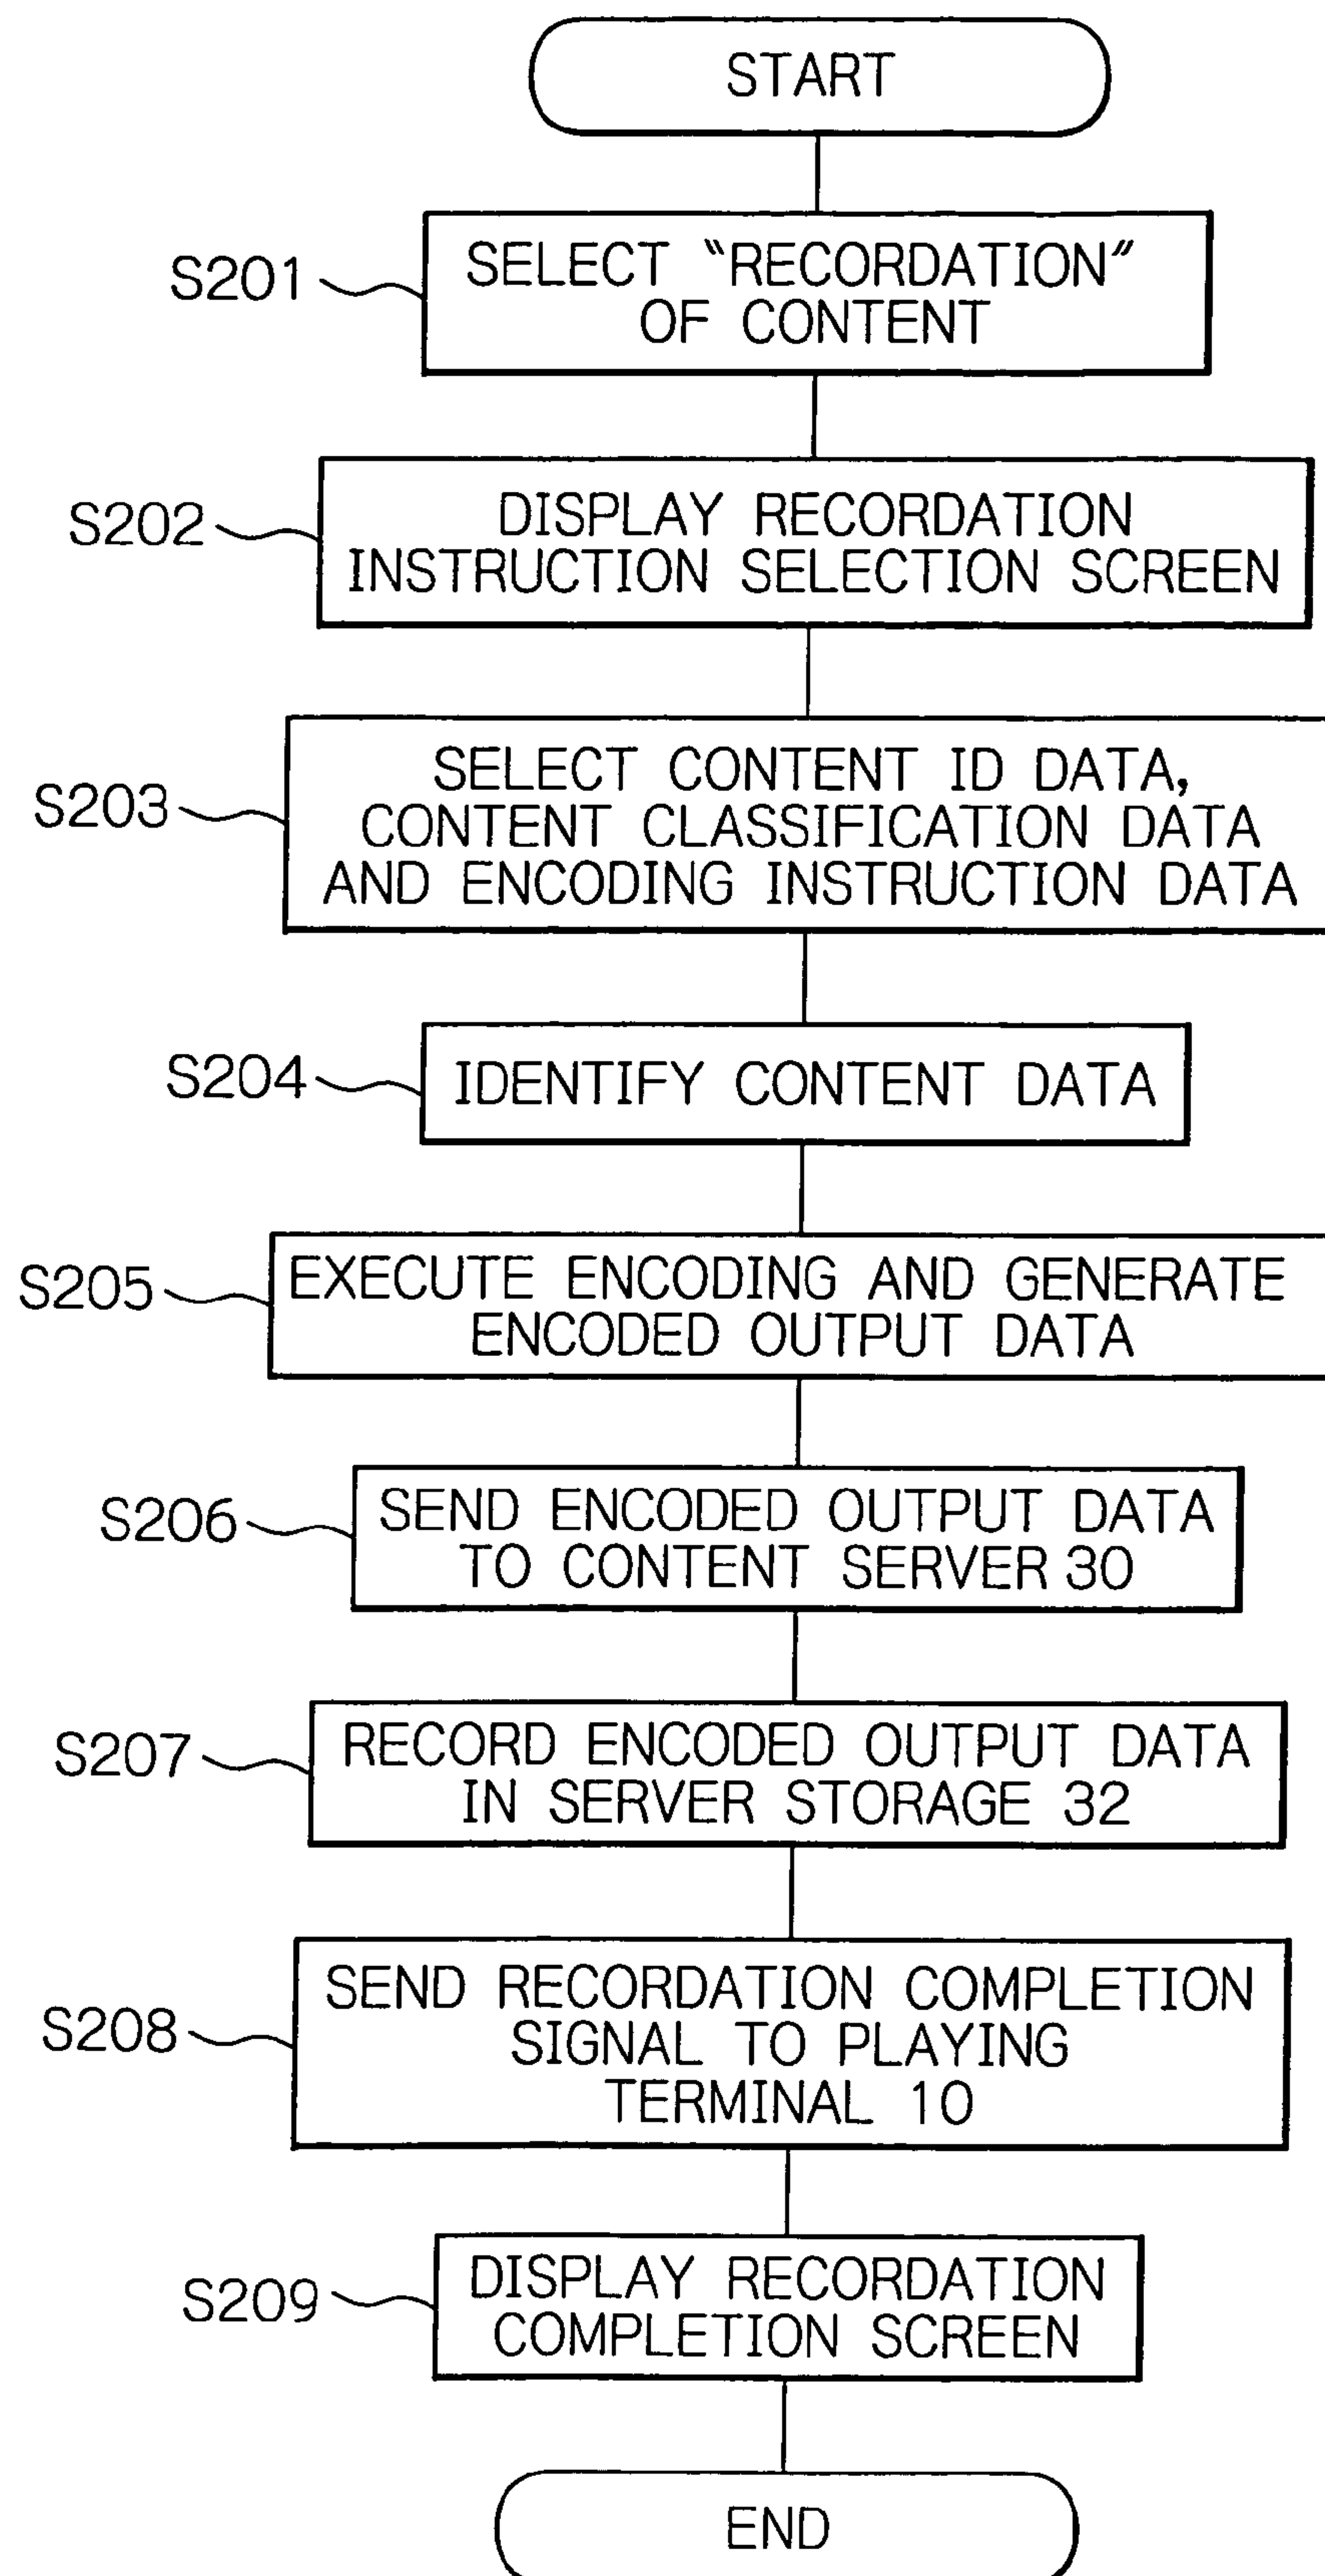 START
S201
SELECT "RECORDATION"
OF CONTENT
S202
DISPLAY RECORDATION
INSTRUCTION SELECTION SCREEN
S203
SELECT CONTENT ID DATA,
CONTENT CLASSIFICATION DATA
AND ENCODING INSTRUCTION DATA
S204
IDENTIFY CONTENT DATA
S205
EXECUTE ENCODING AND GENERATE
ENCODED OUTPUT DATA
S206
SEND ENCODED OUTPUT DATA
TO CONTENT SERVER 30
S207
RECORD ENCODED OUTPUT DATA
IN SERVER STORAGE 32
S208
SEND RECORDATION COMPLETION
SIGNAL TO PLAYING
TERMINAL 10
S209
DISPLAY RECORDATION
COMPLETION SCREEN
END